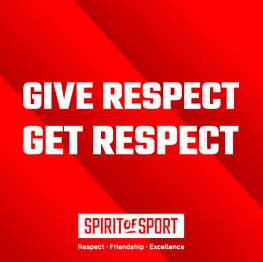 GIVE RESPECT
GET RESPECT
SPIRIT OF SPORT
Respect · Friendship · Excellence